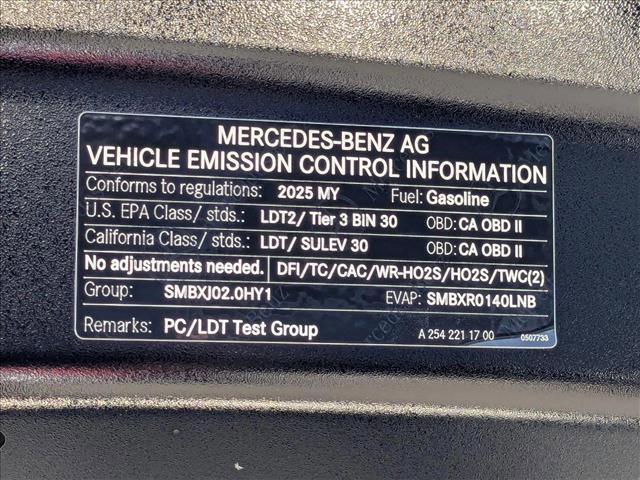 MERCEDES-BENZ AG
VEHICLE EMISSION CONTROL INFORMATION
Conforms to regulations: 2025 MY Fuel: Gasoline
U.S. EPA Class/ stds.: LDT2/ Tier 3 BIN 30 OBD: CA OBD II
California Class/ stds.: LDT/ SULEV 30 OBD: CA OBD II
No adjustments needed. DFI/TC/CAC/WR-HO2S/HO2S/TWC(2)
Group: SMBXJ02.0HY1 EVAP: SMBXR0140LNB
Remarks: PC/LDT Test Group A 254 221 17 00 0507733